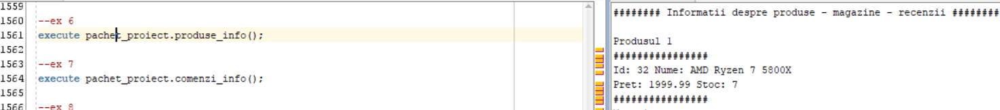 1559
1560 --ex 6
1561 execute pachet_proiect.produse_info();
1562
1563 --ex 7
1564 execute pachet_proiect.comenzi_info();
1565
1566 --ex 8
######## Informatii despre produse - magazine - recenzii ########
Produsul 1
################
Id: 32 Nume: AMD Ryzen 7 5800X
Pret: 1999.99 Stoc: 7
################